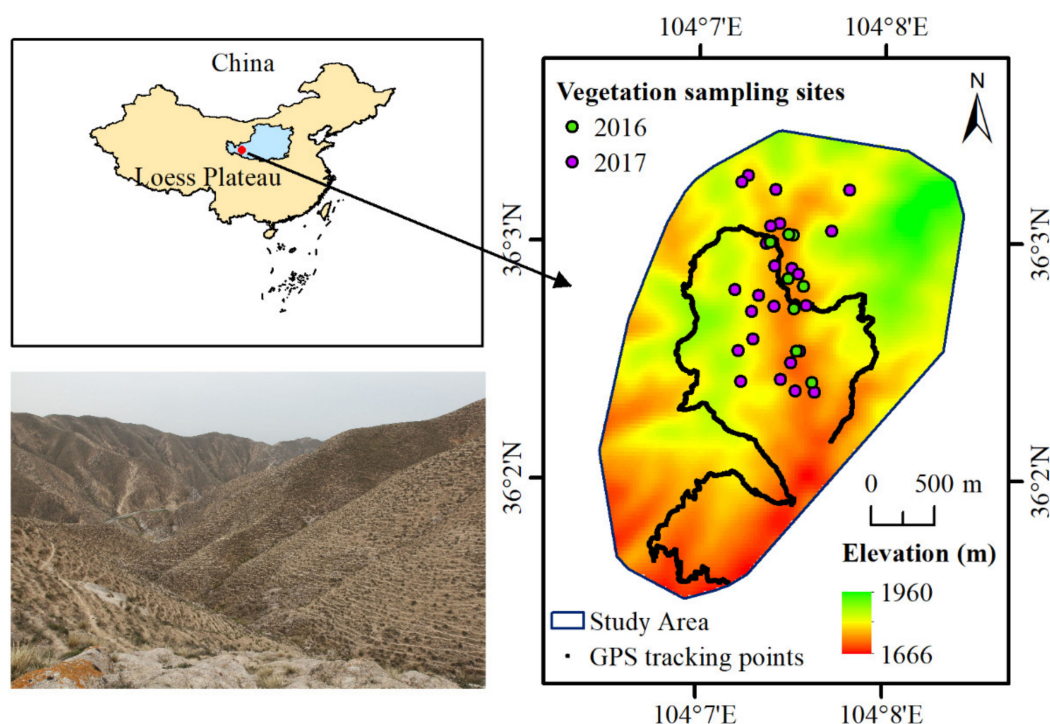 China
Loess Plateau
104°7'E
104°8'E
N
Vegetation sampling sites
2016
2017
36°3'N
36°3'N
36°2'N
36°2'N
0 500 m
Elevation (m)
1960
1666
Study Area
GPS tracking points
104°7'E
104°8'E